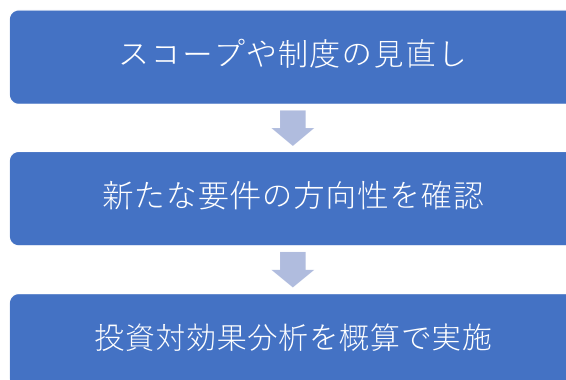 スコープや制度の見直し
新たな要件の方向性を確認
投資対効果分析を概算で実施